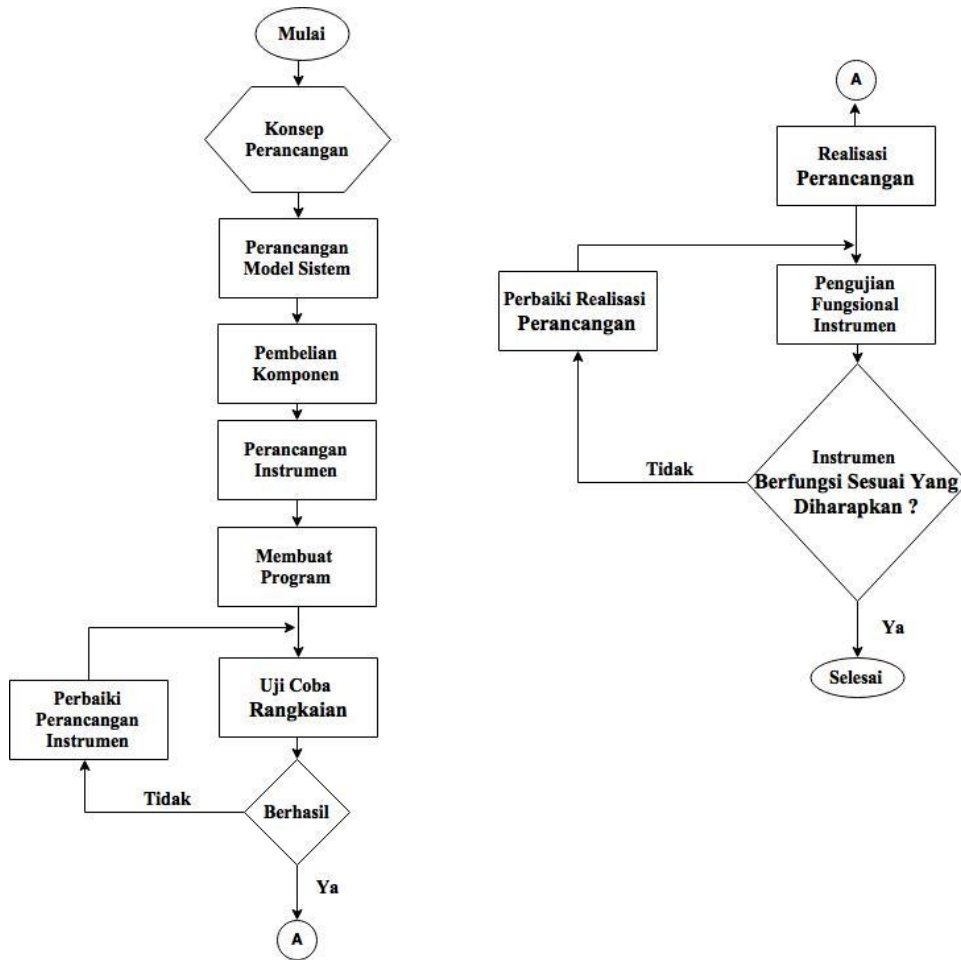 Mulai
Konsep
Perancangan
Perancangan
Model Sistem
Pembelian
Komponen
Perancangan
Instrumen
Membuat
Program
Uji Coba
Rangkaian
Perbaiki
Perancangan
Instrumen
Tidak
Berhasil
Ya
A
A
Realisasi
Perancangan
Perbaiki Realisasi
Perancangan
Pengujian
Fungsional
Instrumen
Tidak
Instrumen
Berfungsi Sesuai Yang
Diharapkan ?
Ya
Selesai